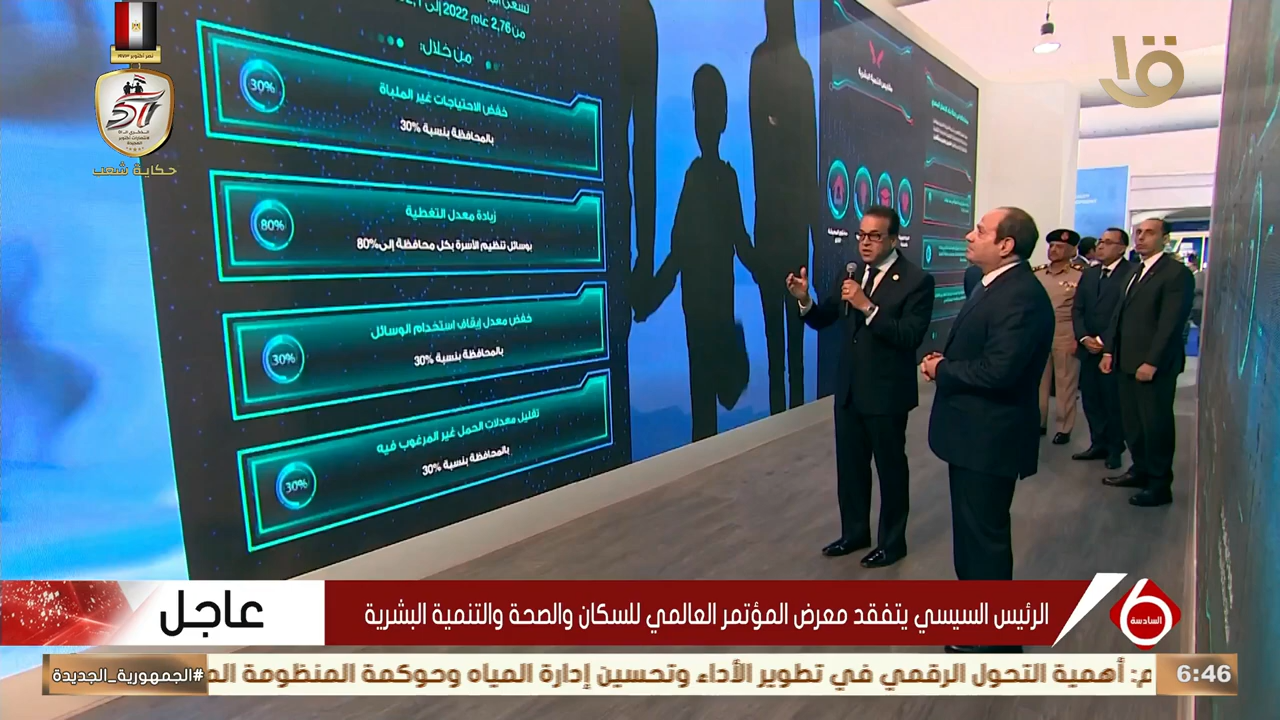 نصر أكتوبر
50
حكاية شعب
من 2,76 عام 2022 إلى
من خلال:
30%
خفض الاحتياجات غير الملباة
بالمحافظة بنسبة 30%
80%
زيادة معدل التغطية
بوسائل تنظيم الأسرة بكل محافظة إلى 80%
30%
خفض معدل إيقاف استخدام الوسائل
بالمحافظة بنسبة 30%
30%
تقليل معدلات الحمل غير المرغوب فيه
بالمحافظة بنسبة 30%
عاجل
الرئيس السيسي يتفقد معرض المؤتمر العالمي للسكان والصحة والتنمية البشرية
السادسة
#الجمهورية_الجديدة
م: أهمية التحول الرقمي في تطوير الأداء وتحسين إدارة المياه وحوكمة المنظومة
6:46